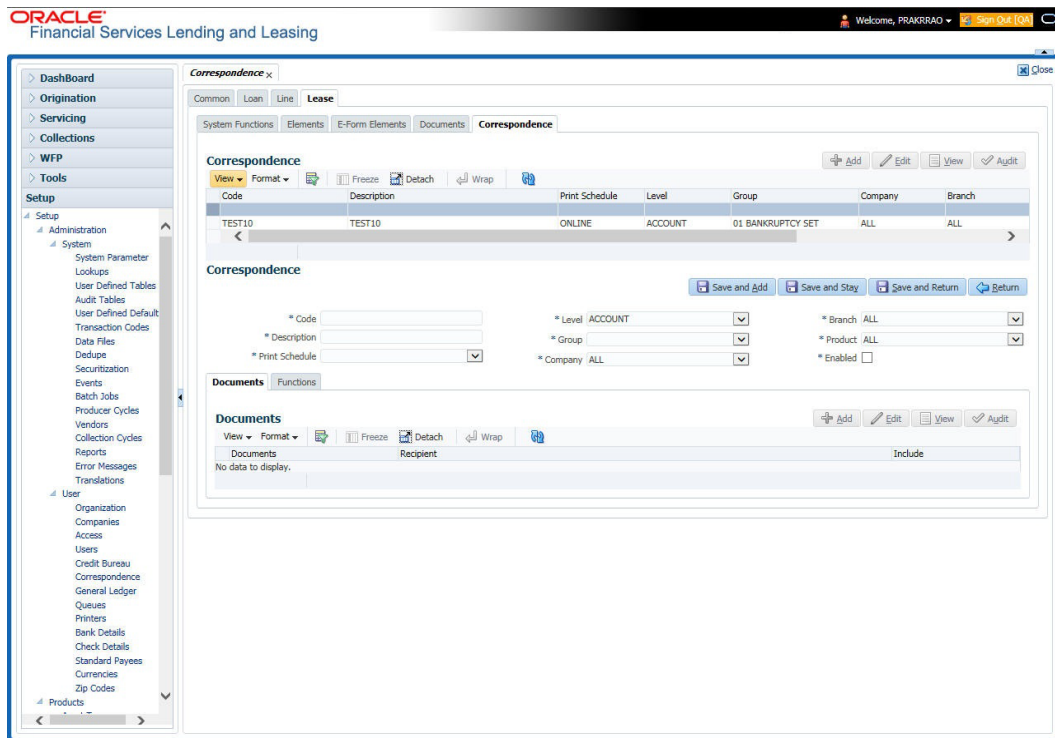 ORACLE
Financial Services Lending and Leasing
Welcome, PRAKRRAO
Sign Out [QA]
Close
DashBoard
Origination
Servicing
Collections
WFP
Tools
Setup
Setup
Administration
System
System Parameter
Lookups
User Defined Tables
Audit Tables
User Defined Default
Transaction Codes
Data Files
Dedupe
Securitization
Events
Batch Jobs
Producer Cycles
Vendors
Collection Cycles
Reports
Error Messages
Translations
User
Organization
Companies
Access
Users
Credit Bureau
Correspondence
General Ledger
Queues
Printers
Bank Details
Check Details
Standard Payees
Currencies
Zip Codes
Products
Correspondence x
Common Loan Line Lease
System Functions Elements E-Form Elements Documents Correspondence
Correspondence
Add Edit View Audit
View Format Freeze Detach Wrap
Code Description Print Schedule Level Group Company Branch
TEST10 TEST10 ONLINE ACCOUNT 01 BANKRUPTCY SET ALL ALL
Correspondence
Save and Add Save and Stay Save and Return Return
* Code * Level ACCOUNT * Branch ALL
* Description * Group * Product ALL
* Print Schedule * Company ALL * Enabled
Documents Functions
Documents
Add Edit View Audit
View Format Freeze Detach Wrap
Documents Recipient Include
No data to display.